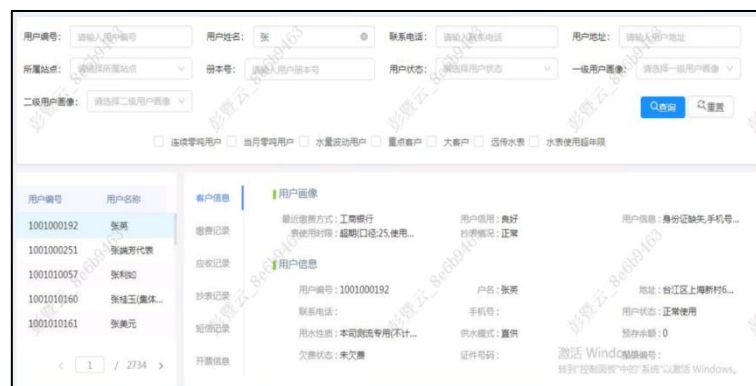 用户编号： 请输入用户编号 用户姓名： 张 联系电话： 请输入联系电话 用户地址： 请输入用户地址
所属站点： 请选择所属站点 册本号： 请输入用户册本号 用户状态： 请选择用户状态 一级用户画像： 请选择一级用户画像
二级用户画像： 请选择二级用户画像 查询 重置
连续零吨用户 当月零吨用户 水量波动用户 重点客户 大客户 远传水表 水表使用超年限
用户编号 用户名称
1001000192 张英
1001000251 张端芳代表
1001010057 张利如
1001010160 张桂玉(集体...
1001010161 张美元
< 1 / 2734 >
客户信息
缴费记录
应收记录
抄表记录
短信记录
开票信息
用户画像
最近缴费方式：工商银行 用户信用：良好 用户信息：身份证缺失,手机号...
表使用时限：超期(口径:25,使用... 抄表情况：正常
用户信息
用户编号：1001000192 户名：张英 地址：台江区上海新村6...
联系电话： 手机号： 用户状态：正常使用
用水性质：本司测流专用(不计... 供水模式：直供 预存余额：0
欠费状态：未欠费 证件号码： 编号：
激活 Windows
转到"控制面板"中的"系统"以激活 Windows。
彭暨云_8e6b9463